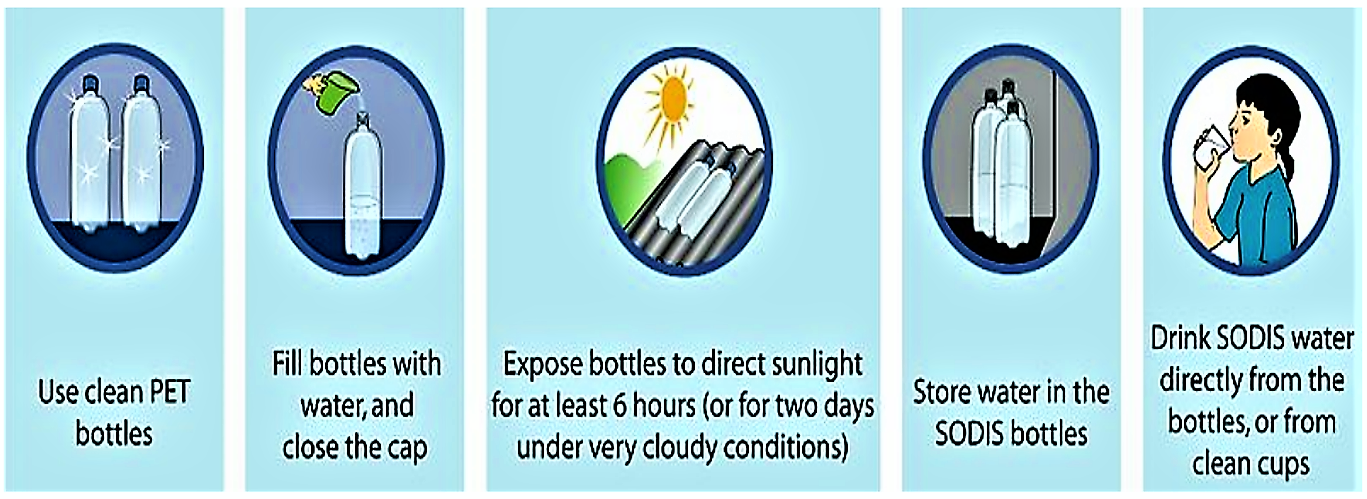 Use clean PET
bottles
Fill bottles with
water, and
close the cap
Expose bottles to direct sunlight
for at least 6 hours (or for two days
under very cloudy conditions)
Store water in the
SODIS bottles
Drink SODIS water
directly from the
bottles, or from
clean cups